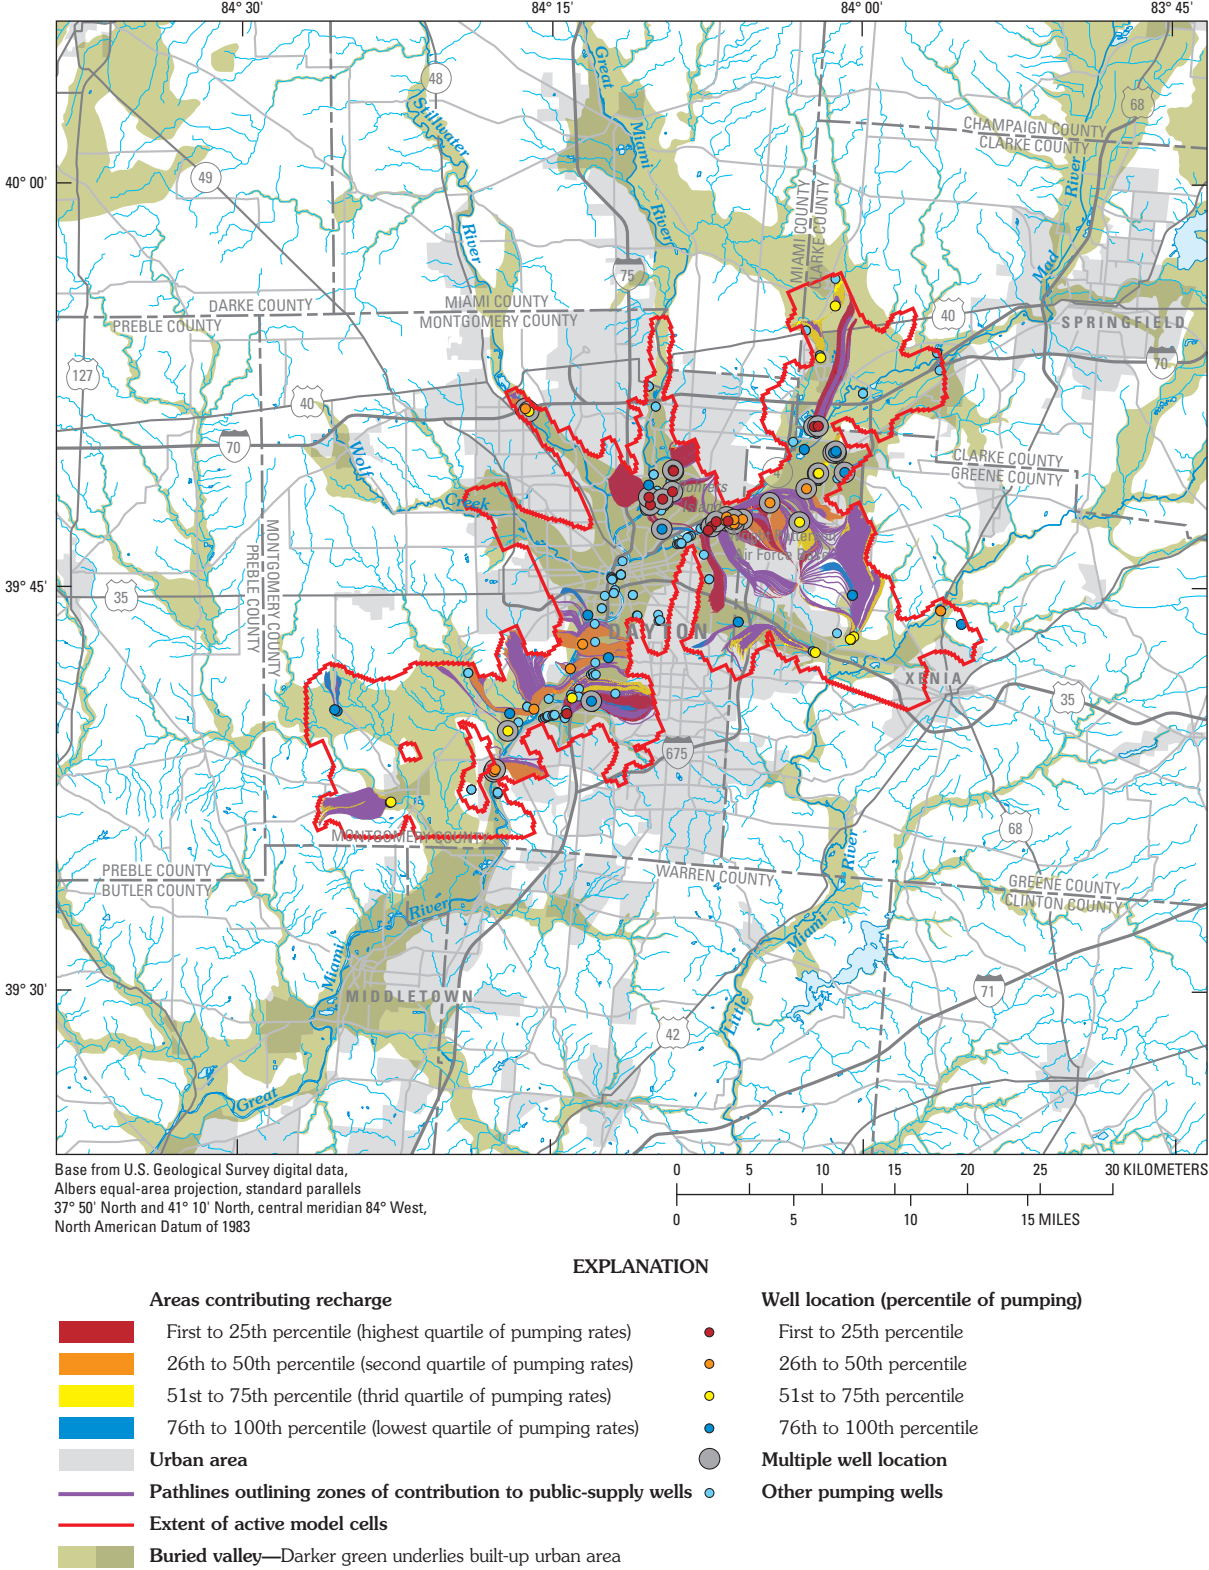 84° 30'
84° 15'
84° 00'
83° 45'
48
Great
Stillwater
68
Miami
CHAMPAIGN COUNTY
CLARKE COUNTY
River
49
40° 00'
MIAMI COUNTY
CLARKE COUNTY
River
River
Mad
75
DARKE COUNTY
MIAMI COUNTY
PREBLE COUNTY
MONTGOMERY COUNTY
40
SPRINGFIELD
127
70
40
70
Wolf
CLARKE COUNTY
GREENE COUNTY
4
Creek
Air Force
MONTGOMERY COUNTY
PREBLE COUNTY
39° 45'
35
DAYTON
XENIA
35
675
MONTGOMERY COUNTY
68
River
WARREN COUNTY
PREBLE COUNTY
BUTLER COUNTY
GREENE COUNTY
CLINTON COUNTY
River
Miami
Miami
39° 30'
MIDDLETOWN
71
Little
42
Great
Base from U.S. Geological Survey digital data,
Albers equal-area projection, standard parallels
37° 50' North and 41° 10' North, central meridian 84° West,
North American Datum of 1983
0 5 10 15 20 25 30 KILOMETERS
0 5 10 15 MILES
EXPLANATION
Areas contributing recharge
First to 25th percentile (highest quartile of pumping rates)
26th to 50th percentile (second quartile of pumping rates)
51st to 75th percentile (thrid quartile of pumping rates)
76th to 100th percentile (lowest quartile of pumping rates)
Urban area
Pathlines outlining zones of contribution to public-supply wells
Extent of active model cells
Buried valley—Darker green underlies built-up urban area
Well location (percentile of pumping)
First to 25th percentile
26th to 50th percentile
51st to 75th percentile
76th to 100th percentile
Multiple well location
Other pumping wells